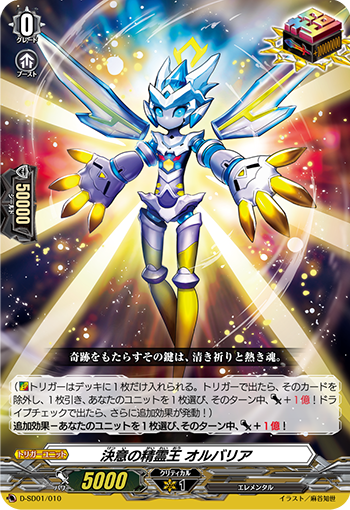 0
グレード
ブースト
シールド
50000
奇跡をもたらすその鍵は、清き祈りと熱き魂。
(トリガーはデッキに1枚だけ入れられる。トリガーで出たら、そのカードを
除外し、1枚引き、あなたのユニットを1枚選び、そのターン中、+1億！ドラ
イブチェックで出たら、さらに追加効果が発動！)
追加効果ーあなたのユニットを1枚選び、そのターン中、+1億！
トリガーユニット
決意の精霊王 オルバリア
D-SD01/010
パワー
5000
クリティカル
1
エレメンタル
イラスト/麻谷知世